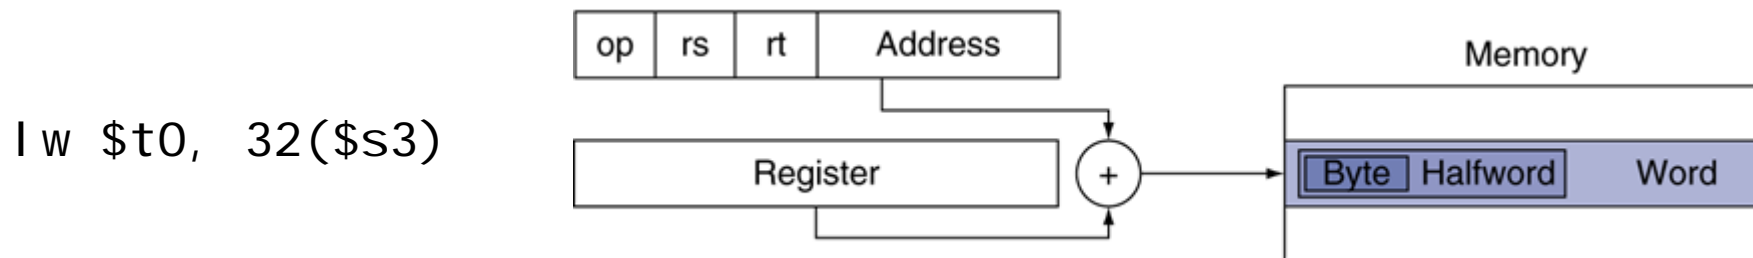 lw $t0, 32($s3)
op rs rt Address
Register
+
Memory
Byte Halfword Word